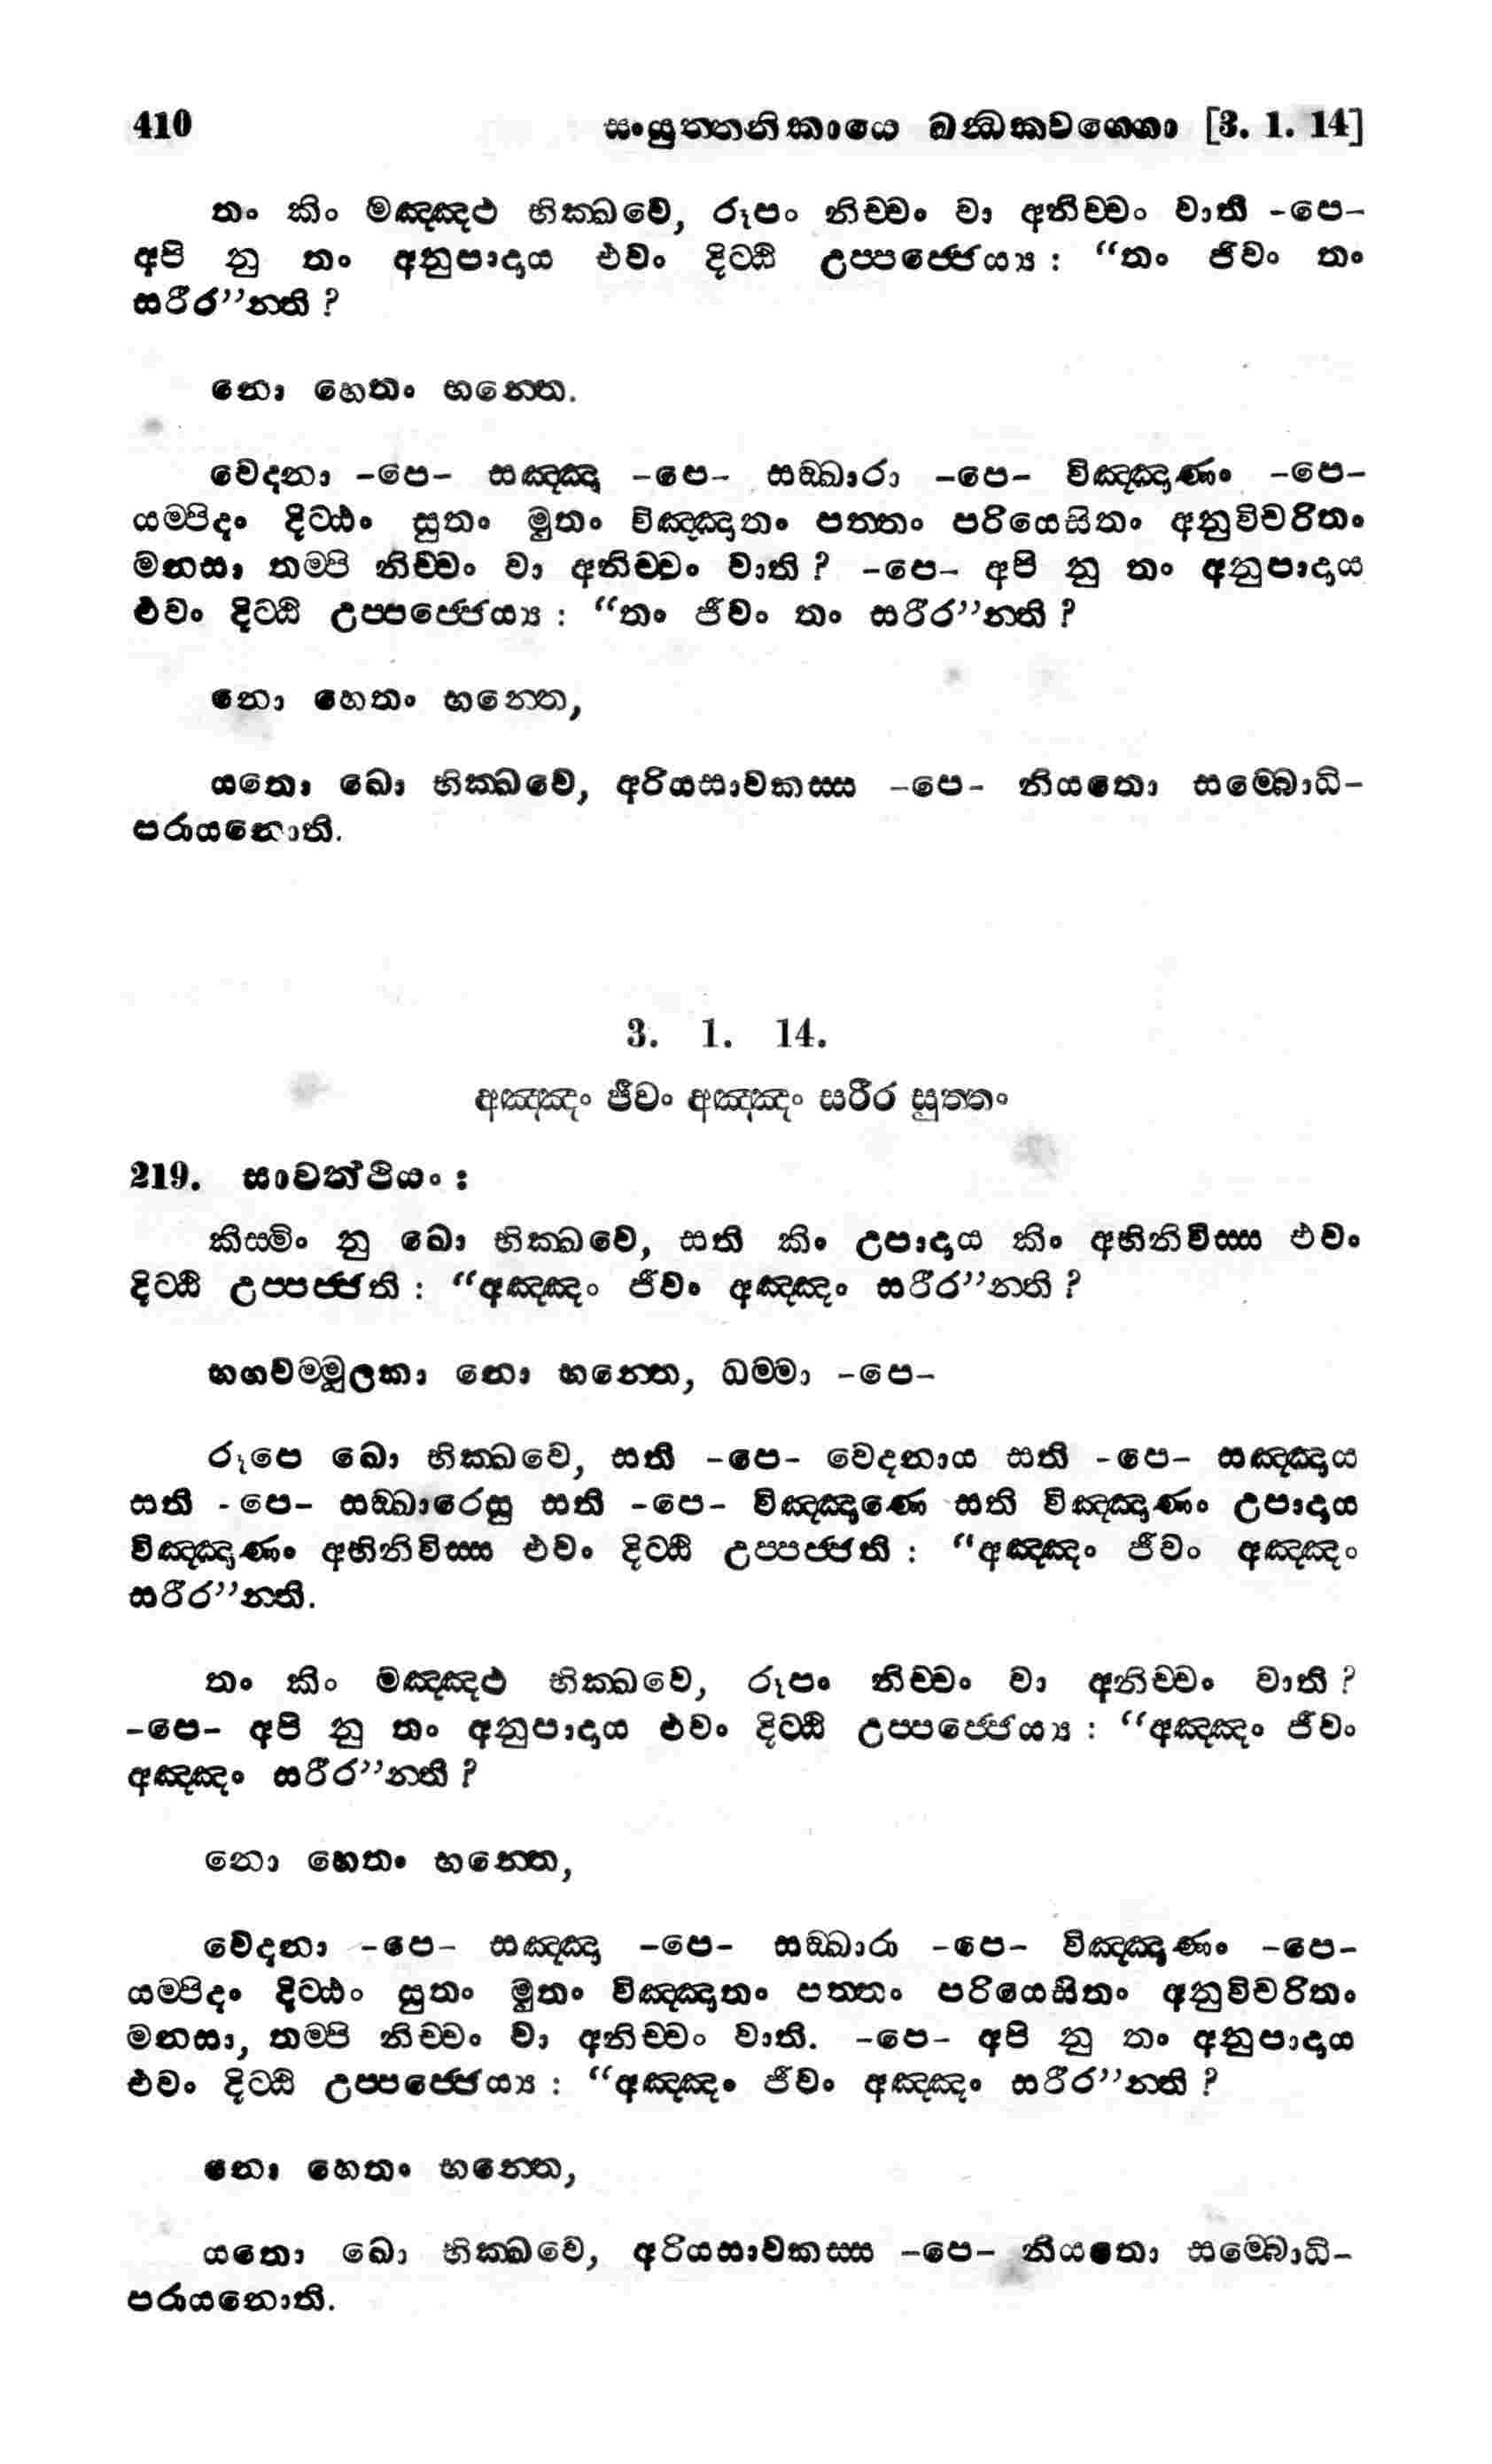 410 සංයුත්තනිකායෙ ඛන්ධකවග්ගො [3. 1. 14]
තං කිං මඤ්ඤථ භික්ඛවෙ, රූපං නිච්චං වා අනිච්චං වාති -පෙ-
අපි නු තං අනුපාදාය එවං දිට්ඨි උප්පජ්ජෙය්‍ය : “තං ජීවං තං
සරීර”න්ති ?
නො හෙතං භන්තෙ.
වෙදනා -පෙ- සඤ්ඤා -පෙ- සඞ්ඛාරා -පෙ- විඤ්ඤාණං -පෙ-
යම්පිදං දිට්ඨං සුතං මුතං විඤ්ඤාතං පත්තං පරියෙසිතං අනුවිචරිතං
මනසා තම්පි නිච්චං වා අනිච්චං වාති ? -පෙ- අපි නු තං අනුපාදාය
එවං දිට්ඨි උප්පජ්ජෙය්‍ය : “තං ජීවං තං සරීර”න්ති ?
නො හෙතං භන්තෙ,
යතො ඛො භික්ඛවෙ, අරියසාවකස්ස -පෙ- නියතො සම්බොධි-
පරායනොති.
3. 1. 14.
අඤ්ඤං ජීවං අඤ්ඤං සරීර සුත්තං
219. සාවත්ථියං :
කිස්මිං නු ඛො භික්ඛවෙ, සති කිං උපාදාය කිං අභිනිවිස්ස එවං
දිට්ඨි උප්පජ්ජති : “අඤ්ඤං ජීවං අඤ්ඤං සරීර”න්ති ?
භගවම්මූලකා නො භන්තෙ, ධම්මා -පෙ-
රූපෙ ඛො භික්ඛවෙ, සති -පෙ- වෙදනාය සති -පෙ- සඤ්ඤාය
සති -පෙ- සඞ්ඛාරෙසු සති -පෙ- විඤ්ඤාණෙ සති විඤ්ඤාණං උපාදාය
විඤ්ඤාණං අභිනිවිස්ස එවං දිට්ඨි උප්පජ්ජති : “අඤ්ඤං ජීවං අඤ්ඤං
සරීර”න්ති.
තං කිං මඤ්ඤථ භික්ඛවෙ, රූපං නිච්චං වා අනිච්චං වාති ?
-පෙ- අපි නු තං අනුපාදාය එවං දිට්ඨි උප්පජ්ජෙය්‍ය : “අඤ්ඤං ජීවං
අඤ්ඤං සරීර”න්ති ?
නො හෙතං භන්තෙ,
වෙදනා -පෙ- සඤ්ඤා -පෙ- සඞ්ඛාරා -පෙ- විඤ්ඤාණං -පෙ-
යම්පිදං දිට්ඨං සුතං මුතං විඤ්ඤාතං පත්තං පරියෙසිතං අනුවිචරිතං
මනසා, තම්පි නිච්චං වා අනිච්චං වාති. -පෙ- අපි නු තං අනුපාදාය
එවං දිට්ඨි උප්පජ්ජෙය්‍ය : “අඤ්ඤං ජීවං අඤ්ඤං සරීර”න්ති ?
නො හෙතං භන්තෙ,
යතො ඛො භික්ඛවෙ, අරියසාවකස්ස -පෙ- නියතො සම්බොධි-
පරායනොති.